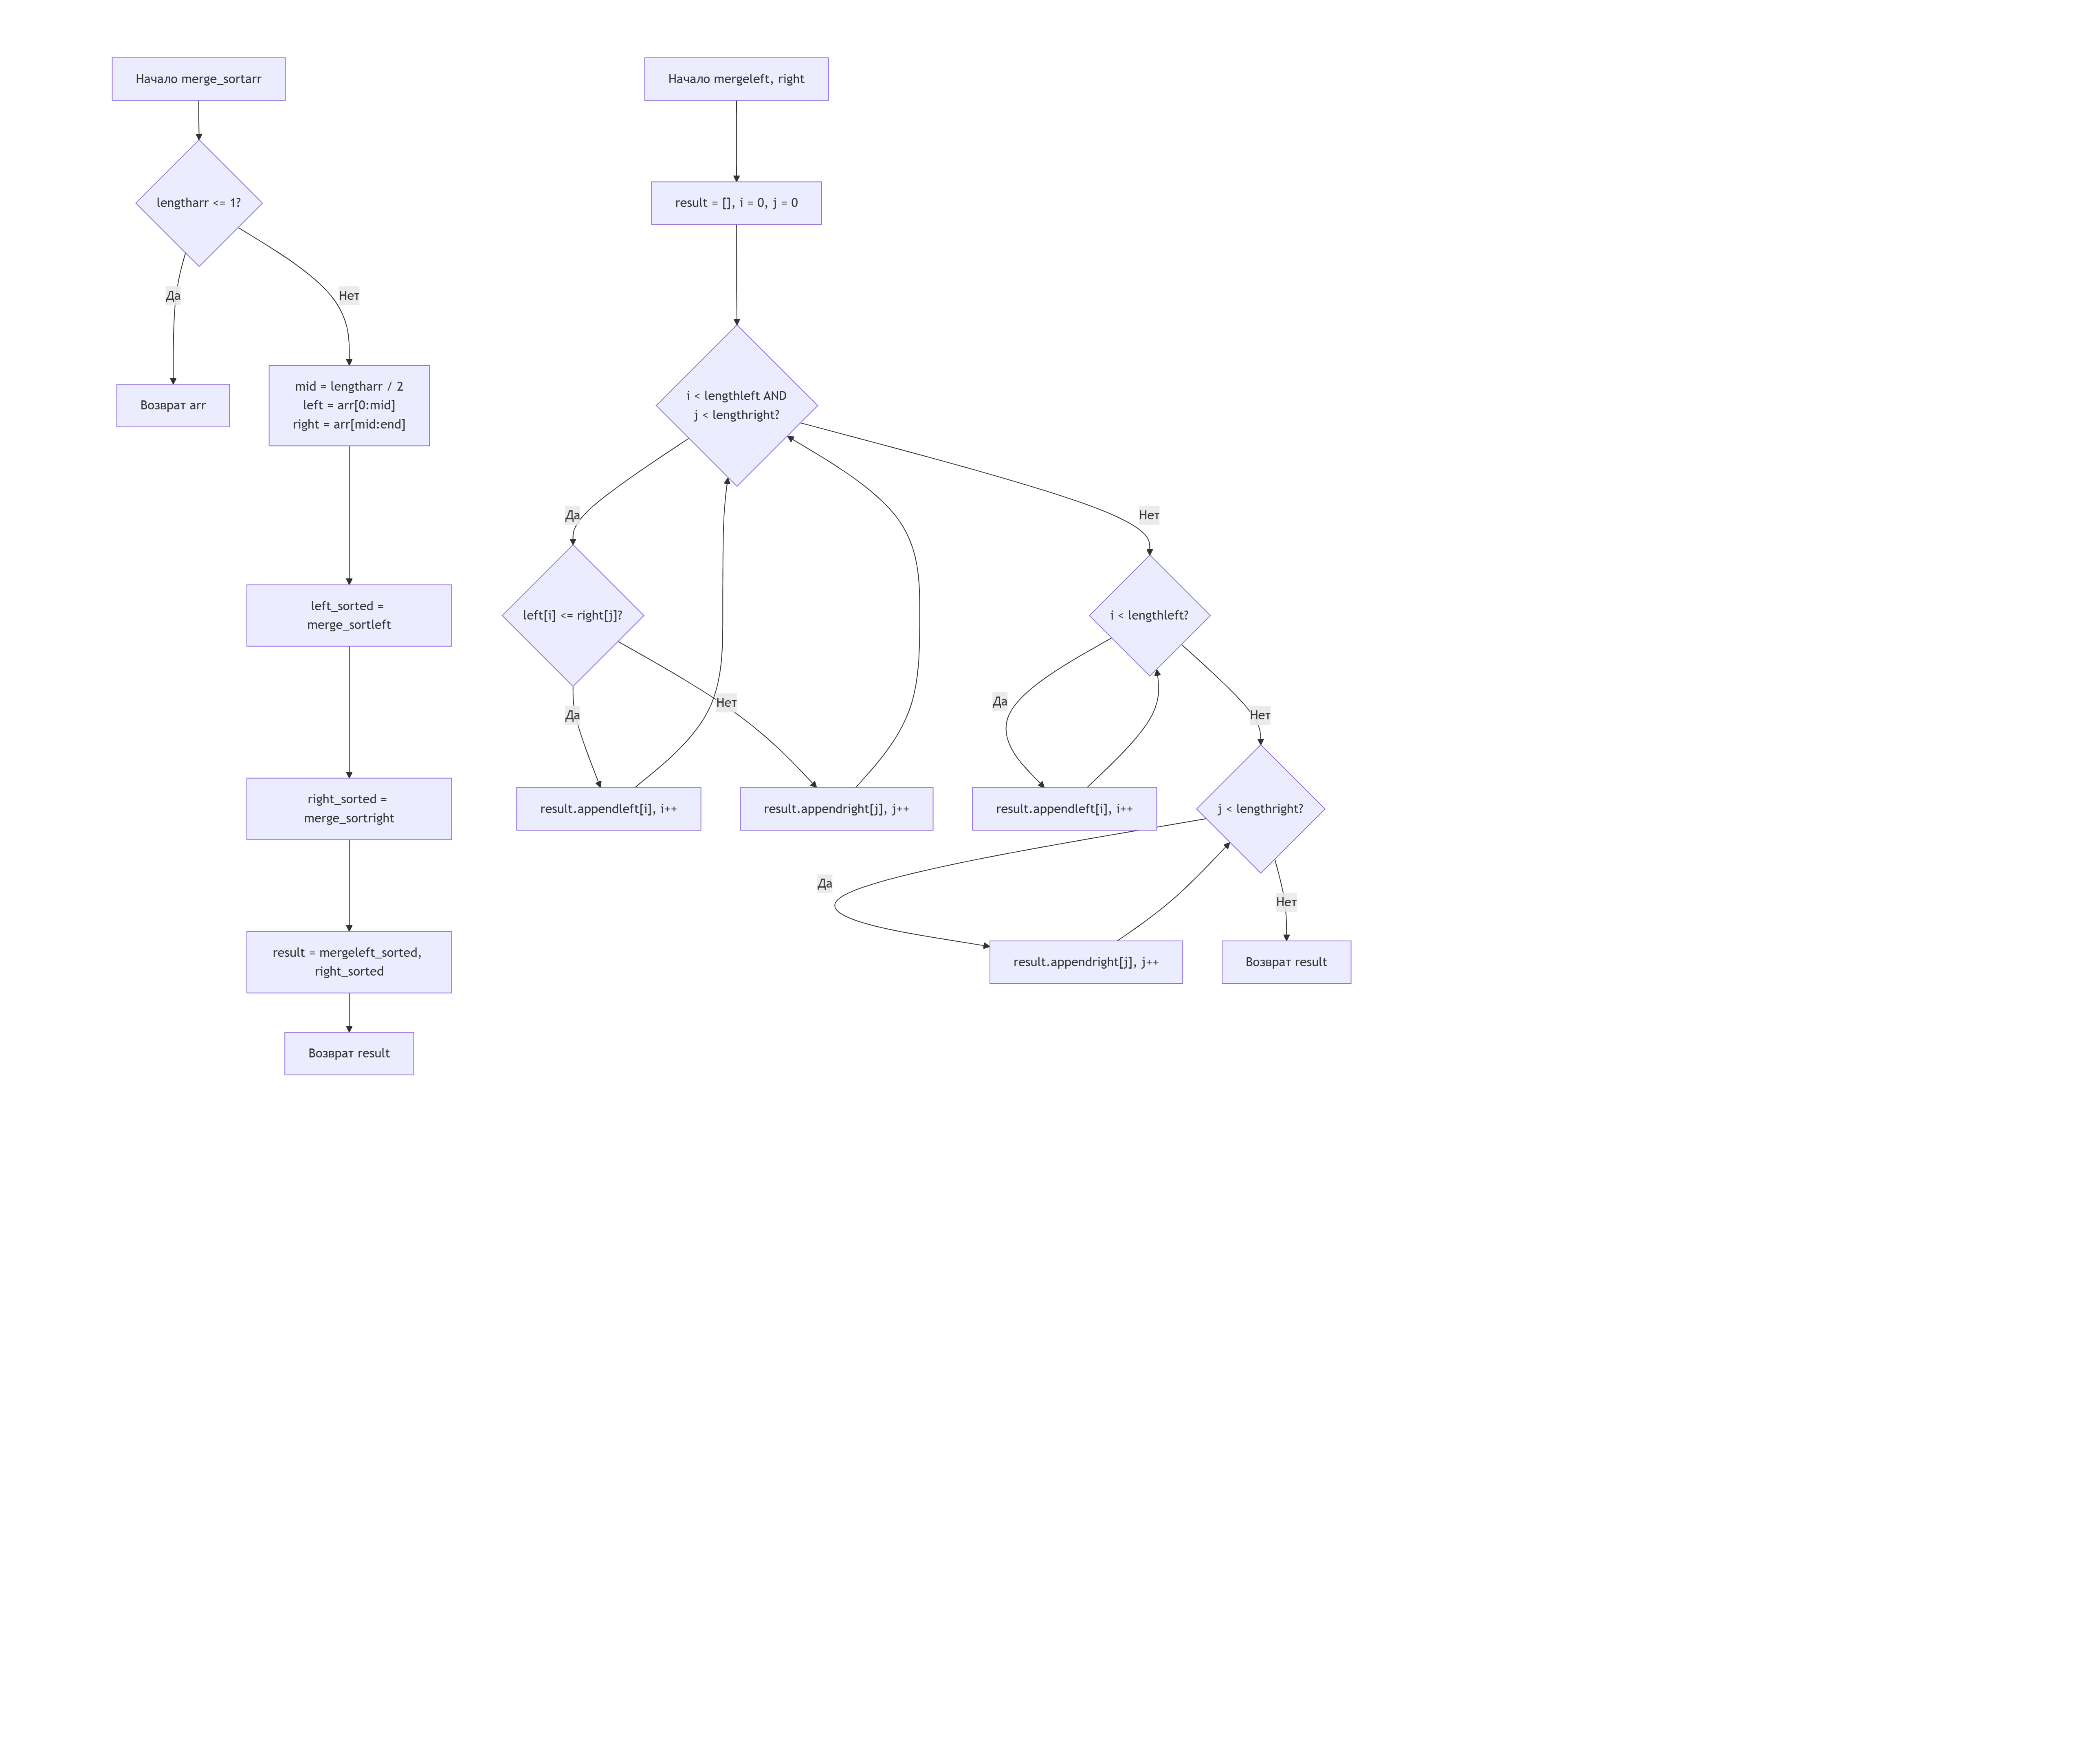 Начало merge_sortarr
lengtharr <= 1?
Да
Нет
Возврат arr
mid = lengtharr / 2
left = arr[0:mid]
right = arr[mid:end]
left_sorted =
merge_sortleft
right_sorted =
merge_sortright
result = mergeleft_sorted,
right_sorted
Возврат result
Начало mergeleft, right
result = [], i = 0, j = 0
i < lengthleft AND
j < lengthright?
Да
Нет
left[i] <= right[j]?
Да
Нет
result.appendleft[i], i++
result.appendright[j], j++
i < lengthleft?
Да
Нет
result.appendleft[i], i++
j < lengthright?
Да
Нет
result.appendright[j], j++
Возврат result